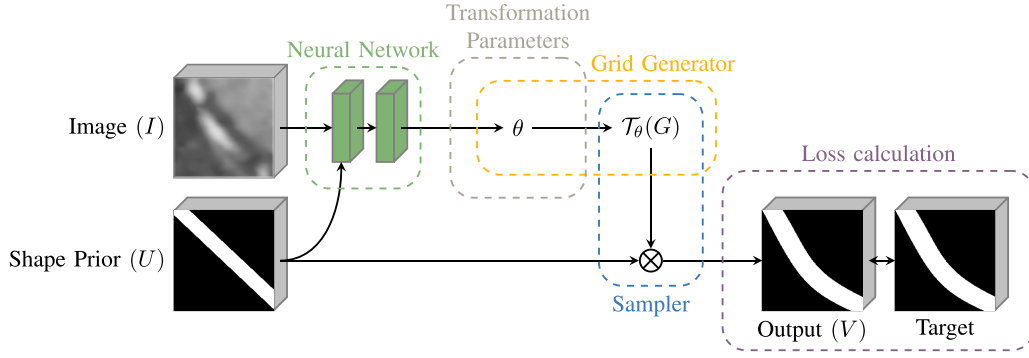 Transformation
Parameters
Neural Network
Grid Generator
Image (I)
θ
𝒯θ(G)
Loss calculation
Shape Prior (U)
Sampler
Output (V)
Target